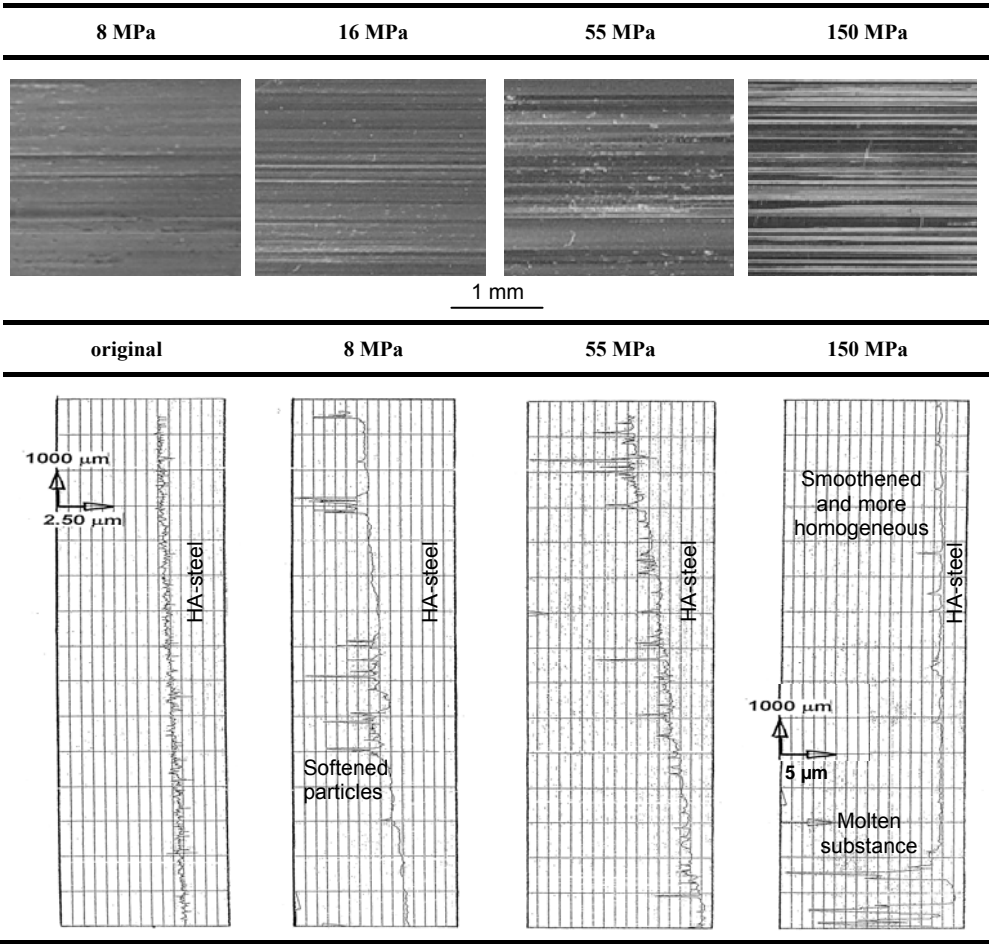 8 MPa 16 MPa 55 MPa 150 MPa
1 mm
original 8 MPa 55 MPa 150 MPa
1000 µm
2.50 µm
HA-steel
Softened
particles
HA-steel
HA-steel
Smoothened
and more
homogeneous
HA-steel
1000 µm
5 µm
Molten
substance